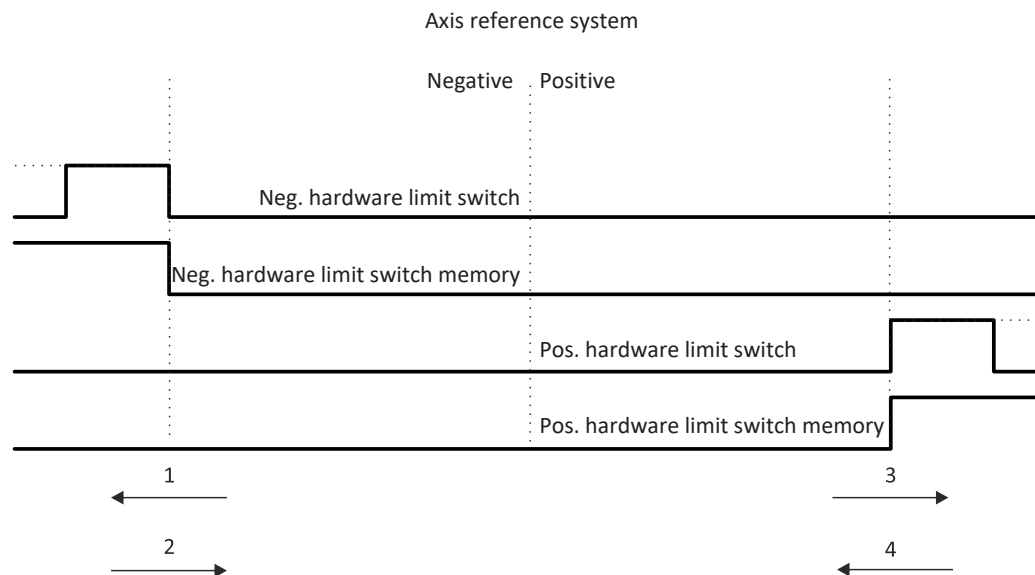 Axis reference system
Negative
Positive
Neg. hardware limit switch
Neg. hardware limit switch memory
Pos. hardware limit switch
Pos. hardware limit switch memory
1
3
2
4